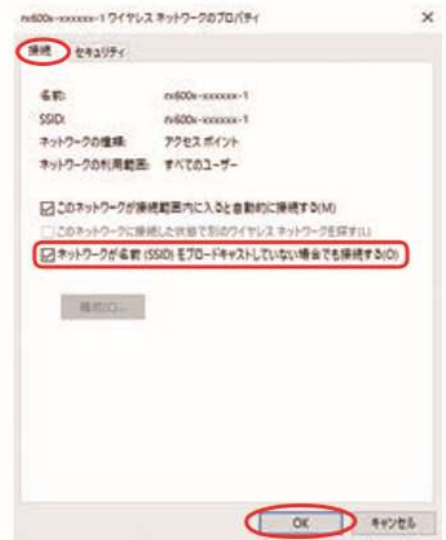 rv600x-xxxxxx-1 ワイヤレス ネットワークのプロパティ
接続 セキュリティ
名前: rv600x-xxxxxx-1
SSID: rv600x-xxxxxx-1
ネットワークの種類: アクセス ポイント
ネットワークの利用範囲: すべてのユーザー
このネットワークが接続範囲内に入ると自動的に接続する(M)
このネットワークに接続した状態で別のワイヤレス ネットワークを探す(L)
ネットワークが名前 (SSID) をブロードキャストしていない場合でも接続する(O)
OK キャンセル